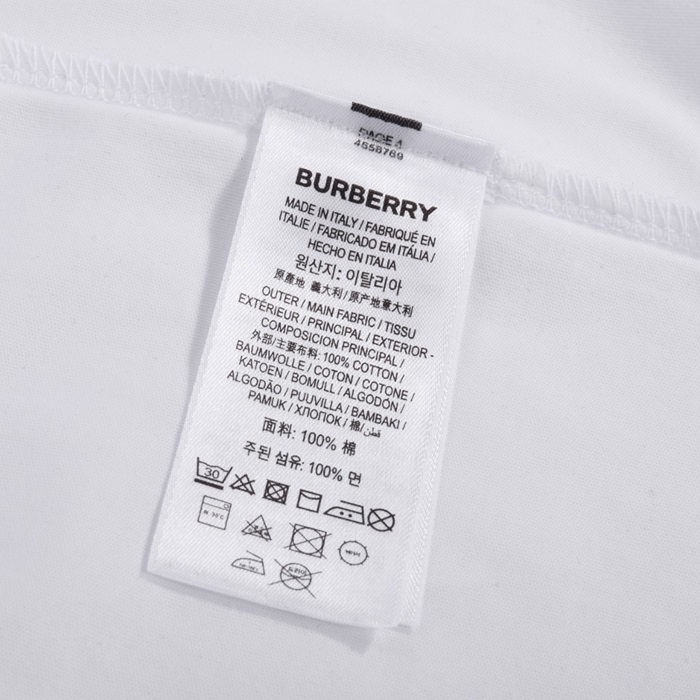 PAGE 4
4558769
BURBERRY
MADE IN ITALY / FABRIQUÉ EN
ITALIE / FABRICADO EM ITÁLIA /
HECHO EN ITALIA
원산지: 이탈리아
原產地 義大利/原产地意大利
OUTER / MAIN FABRIC / TISSU
EXTÉRIEUR / PRINCIPAL / EXTERIOR -
COMPOSICION PRINCIPAL /
外部/主要布料: 100% COTTON /
BAUMWOLLE / COTON / COTONE /
KATOEN / BOMULL / ALGODÓN /
ALGODÃO / PUUVILLA / BAMBAKI /
PAMUK / ХЛОПОК / 棉/قطن
面料: 100% 棉
주된 섬유: 100% 면
30